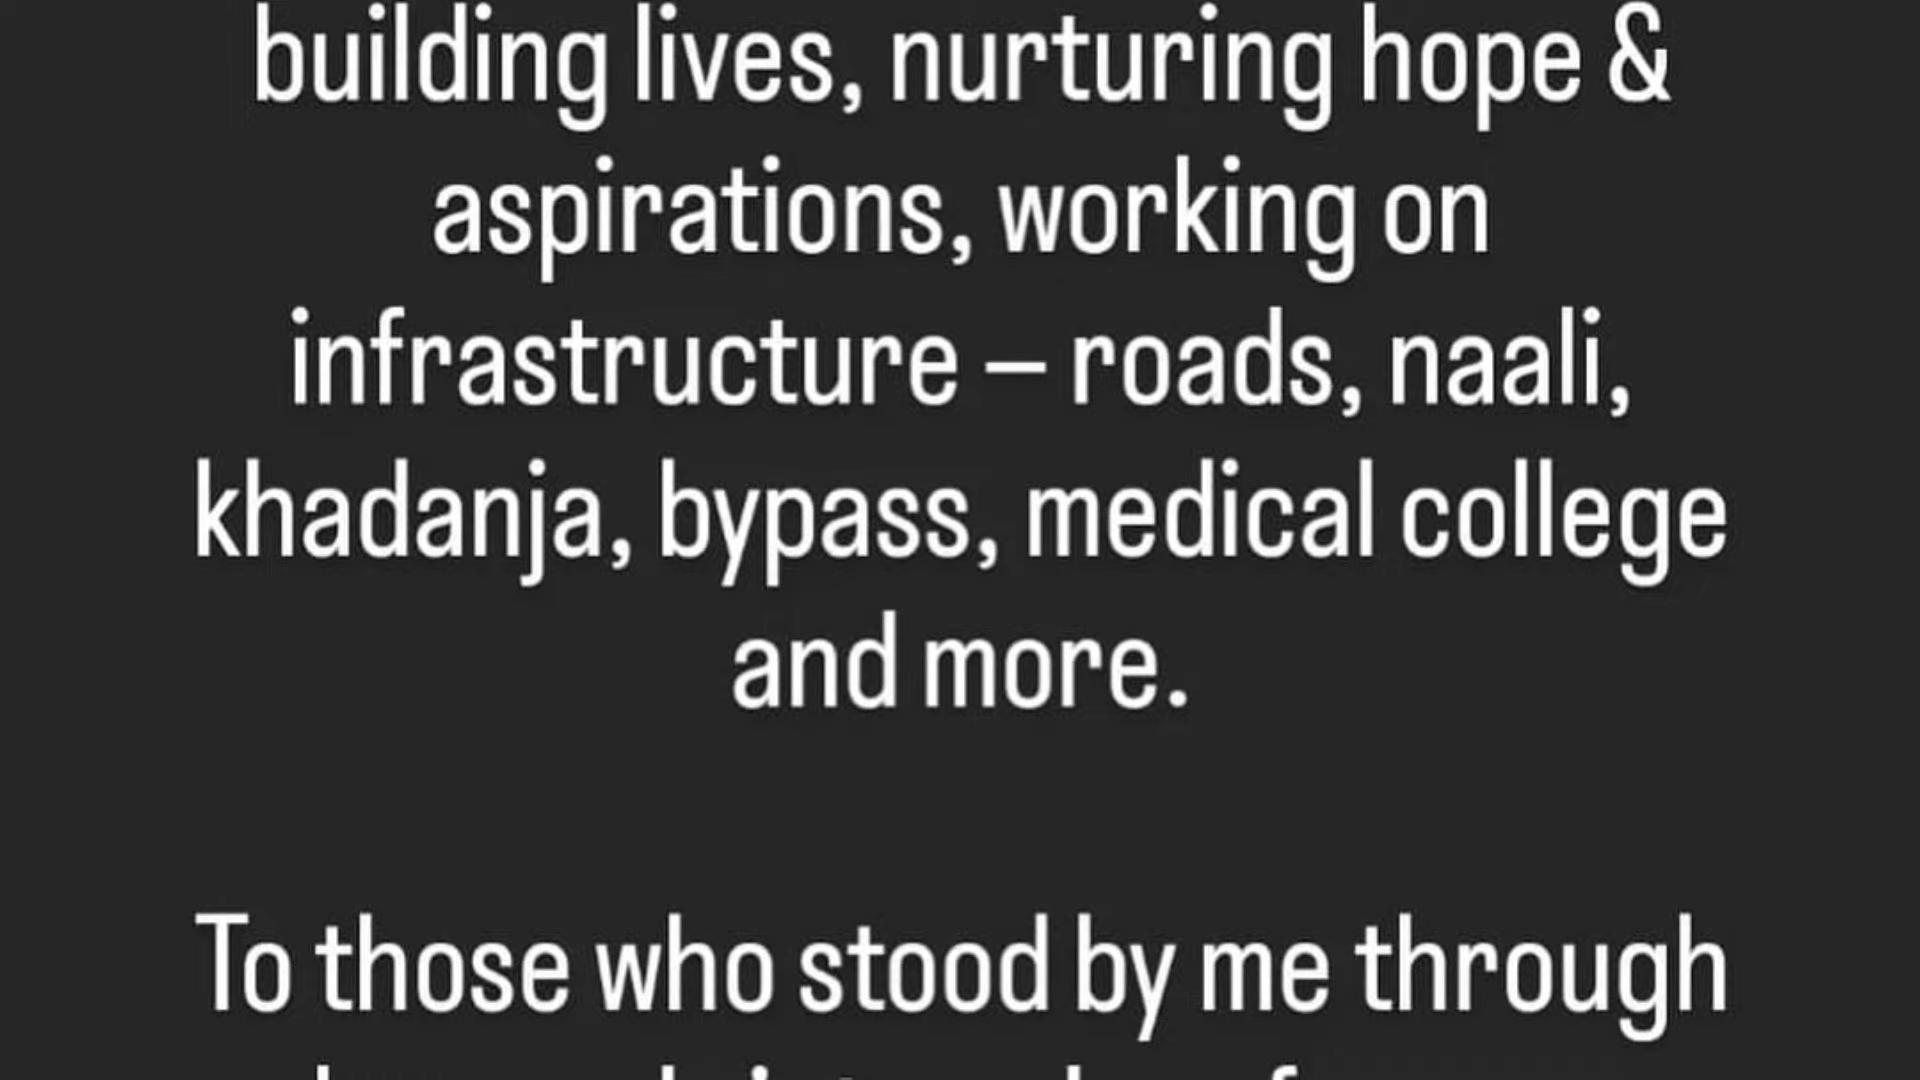 building lives, nurturing hope &
aspirations, working on
infrastructure – roads, naali,
khadanja, bypass, medical college
and more.
To those who stood by me through